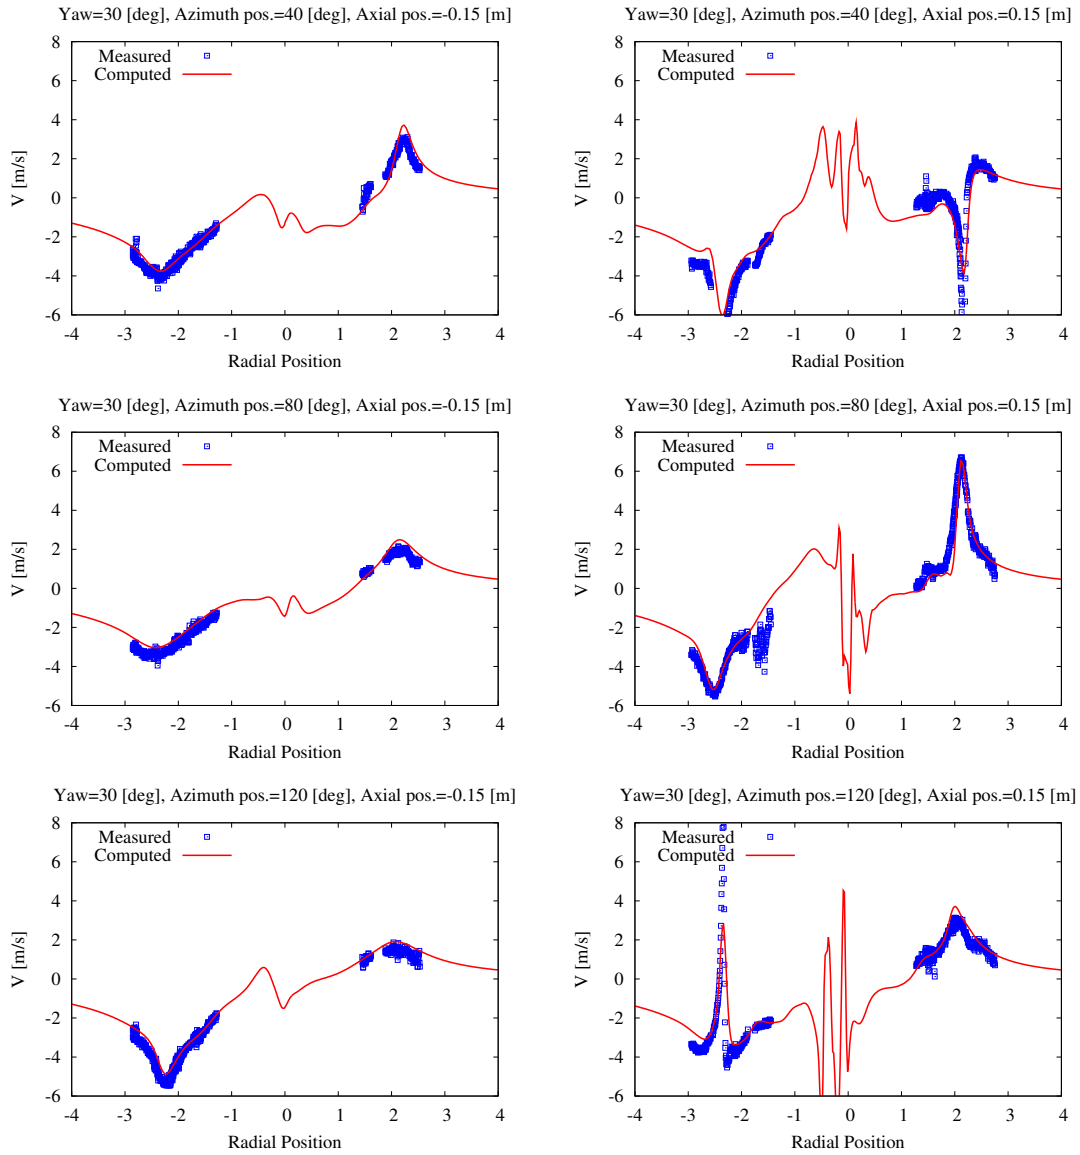 Yaw=30 [deg], Azimuth pos.=40 [deg], Axial pos.=-0.15 [m]
8
6
4
2
0
-2
-4
-6
V [m/s]
Measured
Computed
-4 -3 -2 -1 0 1 2 3 4
Radial Position
Yaw=30 [deg], Azimuth pos.=40 [deg], Axial pos.=0.15 [m]
8
6
4
2
0
-2
-4
-6
V [m/s]
Measured
Computed
-4 -3 -2 -1 0 1 2 3 4
Radial Position
Yaw=30 [deg], Azimuth pos.=80 [deg], Axial pos.=-0.15 [m]
8
6
4
2
0
-2
-4
-6
V [m/s]
Measured
Computed
-4 -3 -2 -1 0 1 2 3 4
Radial Position
Yaw=30 [deg], Azimuth pos.=80 [deg], Axial pos.=0.15 [m]
8
6
4
2
0
-2
-4
-6
V [m/s]
Measured
Computed
-4 -3 -2 -1 0 1 2 3 4
Radial Position
Yaw=30 [deg], Azimuth pos.=120 [deg], Axial pos.=-0.15 [m]
8
6
4
2
0
-2
-4
-6
V [m/s]
Measured
Computed
-4 -3 -2 -1 0 1 2 3 4
Radial Position
Yaw=30 [deg], Azimuth pos.=120 [deg], Axial pos.=0.15 [m]
8
6
4
2
0
-2
-4
-6
V [m/s]
Measured
Computed
-4 -3 -2 -1 0 1 2 3 4
Radial Position